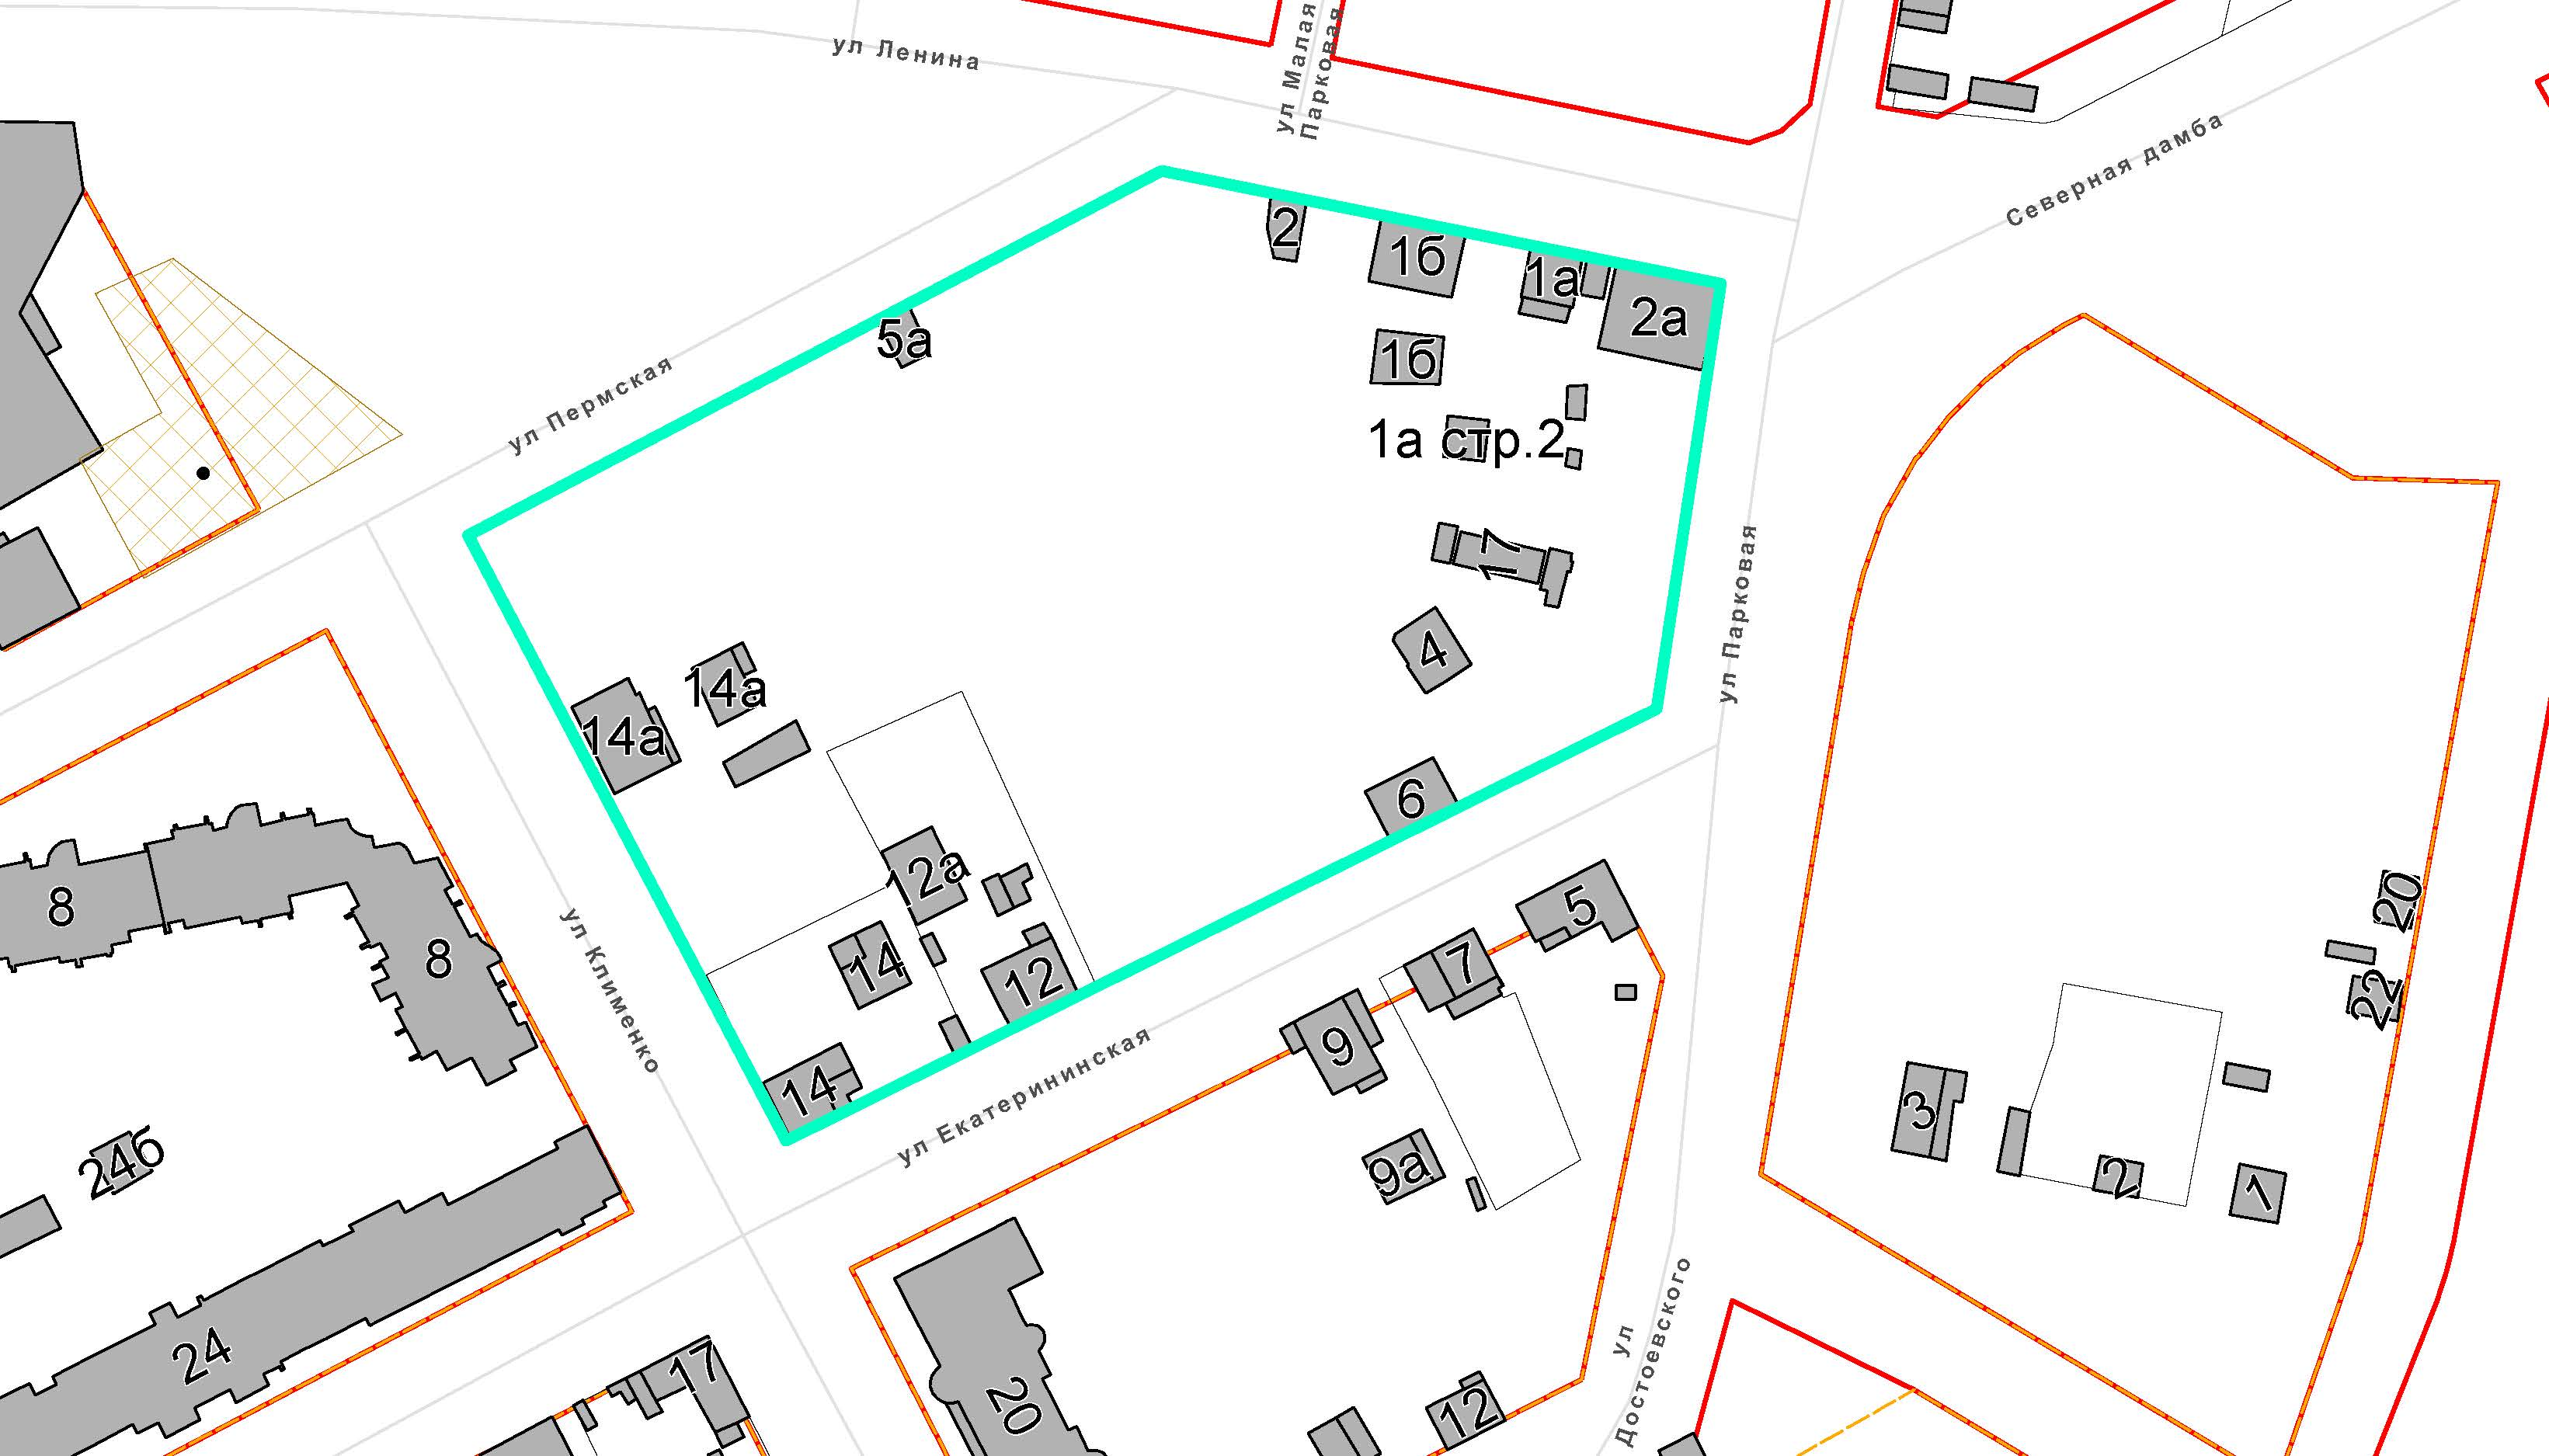 ул Ленина
ул Малая
Парковая
Северная дамба
2
1б
1а
2а
5а
1б
ул Пермская
1а стр.2
17
ул Парковая
4
14а
14а
6
12а
8
8
ул Клименко
14
12
5
7
20
22
9
14
ул Екатерининская
9а
3
2
1
24б
24
17
20
12
ул
Достоевского